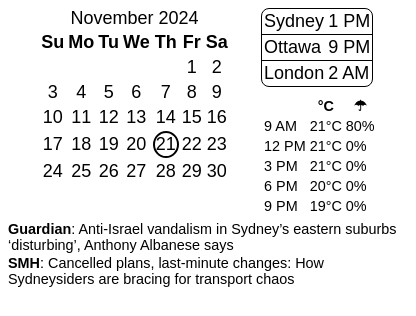 November 2024
Su Mo Tu We Th Fr Sa
1 2
3 4 5 6 7 8 9
10 11 12 13 14 15 16
17 18 19 20 21 22 23
24 25 26 27 28 29 30
Sydney 1 PM
Ottawa 9 PM
London 2 AM
°C ☂
9 AM 21°C 80%
12 PM 21°C 0%
3 PM 21°C 0%
6 PM 20°C 0%
9 PM 19°C 0%
Guardian: Anti-Israel vandalism in Sydney’s eastern suburbs
‘disturbing’, Anthony Albanese says
SMH: Cancelled plans, last-minute changes: How
Sydneysiders are bracing for transport chaos